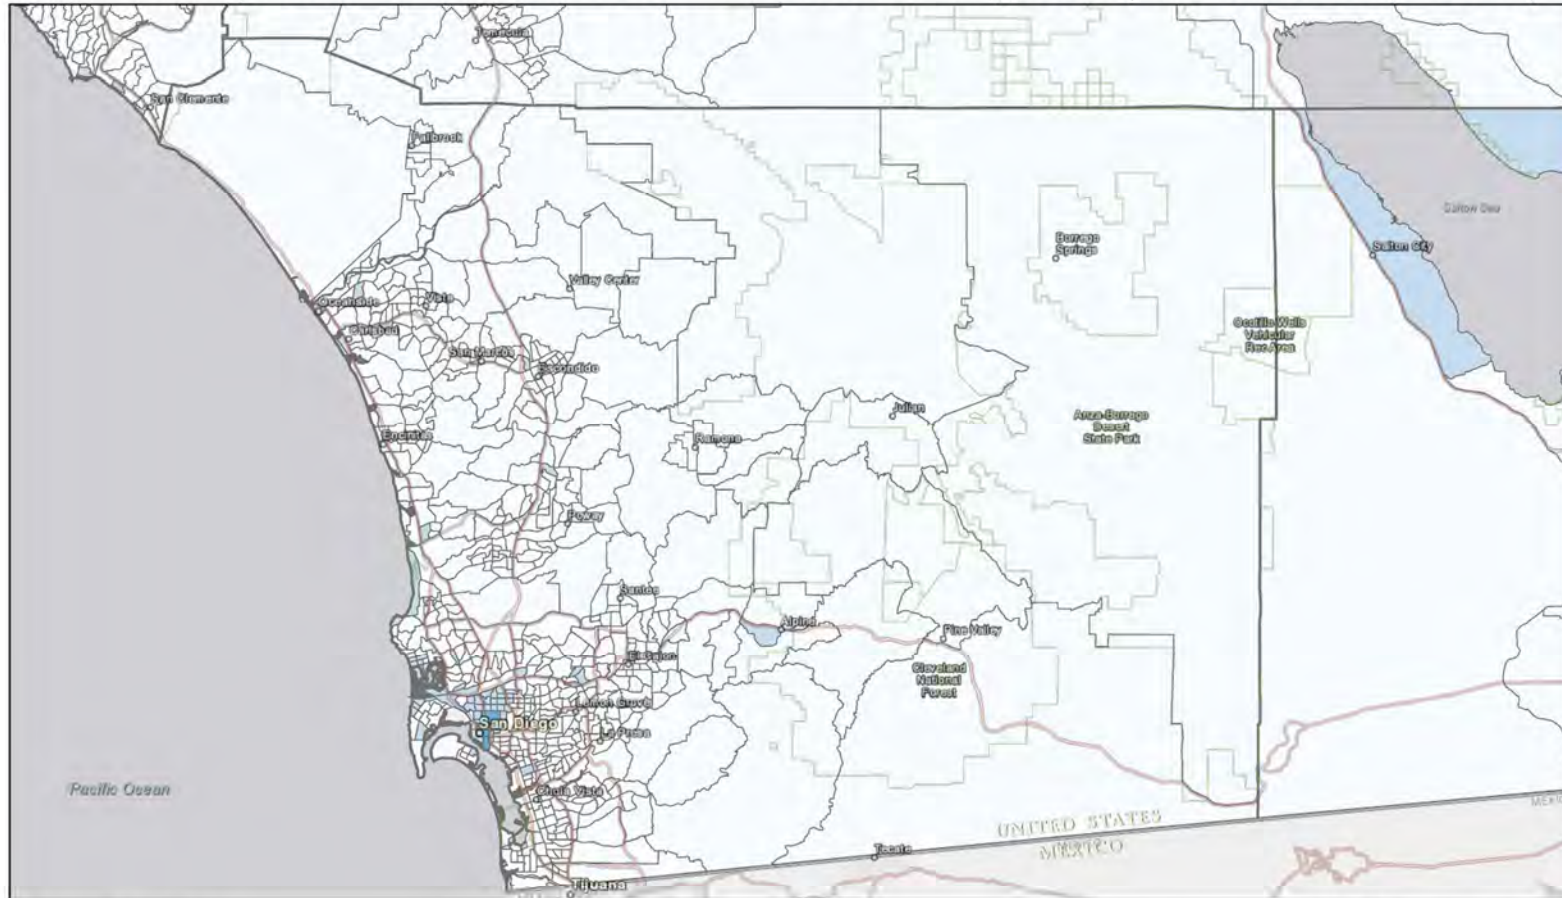 Temecula
San Clemente
Fallbrook
Salton Sea
Borrego
Springs
Salton City
Valley Center
Oceanside
Vista
Carlsbad
Ocotillo Wells
Vehicular
Rec Area
San Marcos
Escondido
Julian
Anza-Borrego
Desert
State Park
Encinitas
Ramona
Poway
Santee
Alpine
Pine Valley
El Cajon
Cleveland
National
Forest
Lemon Grove
San Diego
La Presa
Pacific Ocean
Chula Vista
UNITED STATES
MEXICO
Tecate
Tijuana